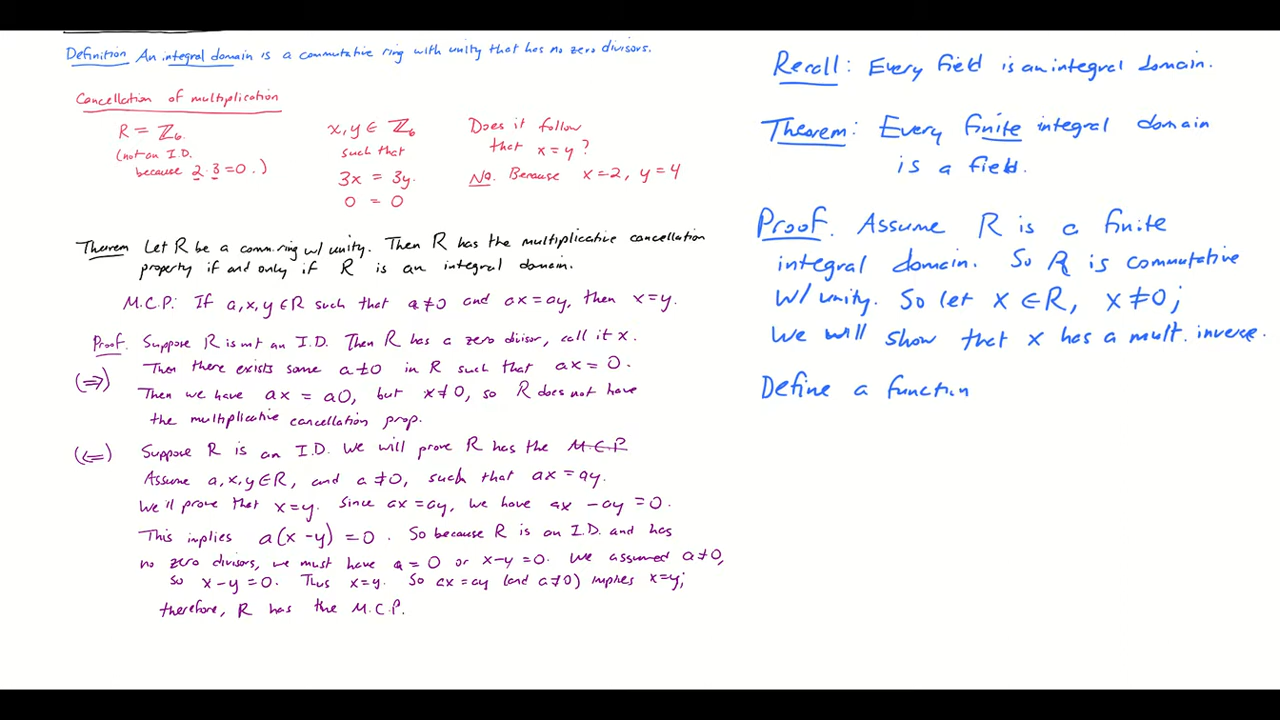 Definition An integral domain is a commutative ring with unity that has no zero divisors.
Cancellation of multiplication
R = ℤ₆.
(not an I.D.
because 2·3 = 0.)
x, y ∈ ℤ₆
such that
3x = 3y.
0 = 0
Does it follow
that x = y?
No. Because x = 2, y = 4
Theorem Let R be a comm. ring w/ unity. Then R has the multiplicative cancellation
property if and only if R is an integral domain.
M.C.P: If a, x, y ∈ R such that a ≠ 0 and ax = ay, then x = y.
Proof. Suppose R is not an I.D. Then R has a zero divisor, call it x.
(⇒) Then there exists some a ≠ 0 in R such that ax = 0.
Then we have ax = a0, but x ≠ 0, so R does not have
the multiplicative cancellation prop.
(⇐) Suppose R is an I.D. We will prove R has the M.C.P
Assume a, x, y ∈ R, and a ≠ 0, such that ax = ay.
We'll prove that x = y. Since ax = ay, we have ax - ay = 0.
This implies a(x - y) = 0. So because R is an I.D. and has
no zero divisors, we must have a = 0 or x - y = 0. We assumed a ≠ 0,
so x - y = 0. Thus x = y. So ax = ay (and a ≠ 0) implies x = y;
therefore, R has the M.C.P.
Recall: Every field is an integral domain.
Theorem: Every finite integral domain
is a field.
Proof. Assume R is a finite
integral domain. So R is commutative
w/ unity. So let x ∈ R, x ≠ 0;
We will show that x has a mult. inverse.
Define a function